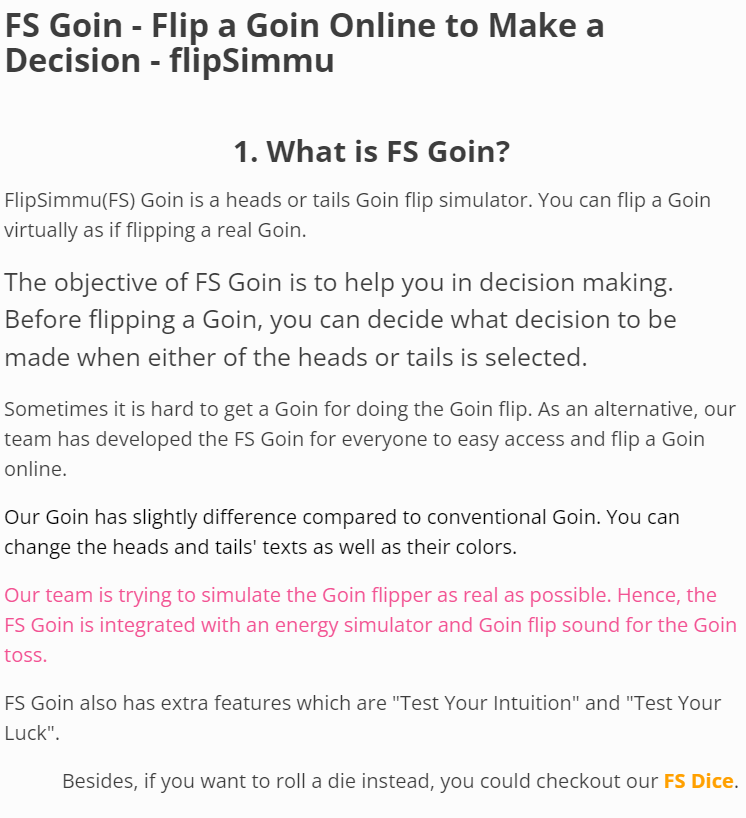 FS Goin - Flip a Goin Online to Make a
Decision - flipSimmu
1. What is FS Goin?
FlipSimmu(FS) Goin is a heads or tails Goin flip simulator. You can flip a Goin
virtually as if flipping a real Goin.
The objective of FS Goin is to help you in decision making.
Before flipping a Goin, you can decide what decision to be
made when either of the heads or tails is selected.
Sometimes it is hard to get a Goin for doing the Goin flip. As an alternative, our
team has developed the FS Goin for everyone to easy access and flip a Goin
online.
Our Goin has slightly difference compared to conventional Goin. You can
change the heads and tails' texts as well as their colors.
Our team is trying to simulate the Goin flipper as real as possible. Hence, the
FS Goin is integrated with an energy simulator and Goin flip sound for the Goin
toss.
FS Goin also has extra features which are "Test Your Intuition" and "Test Your
Luck".
Besides, if you want to roll a die instead, you could checkout our FS Dice.